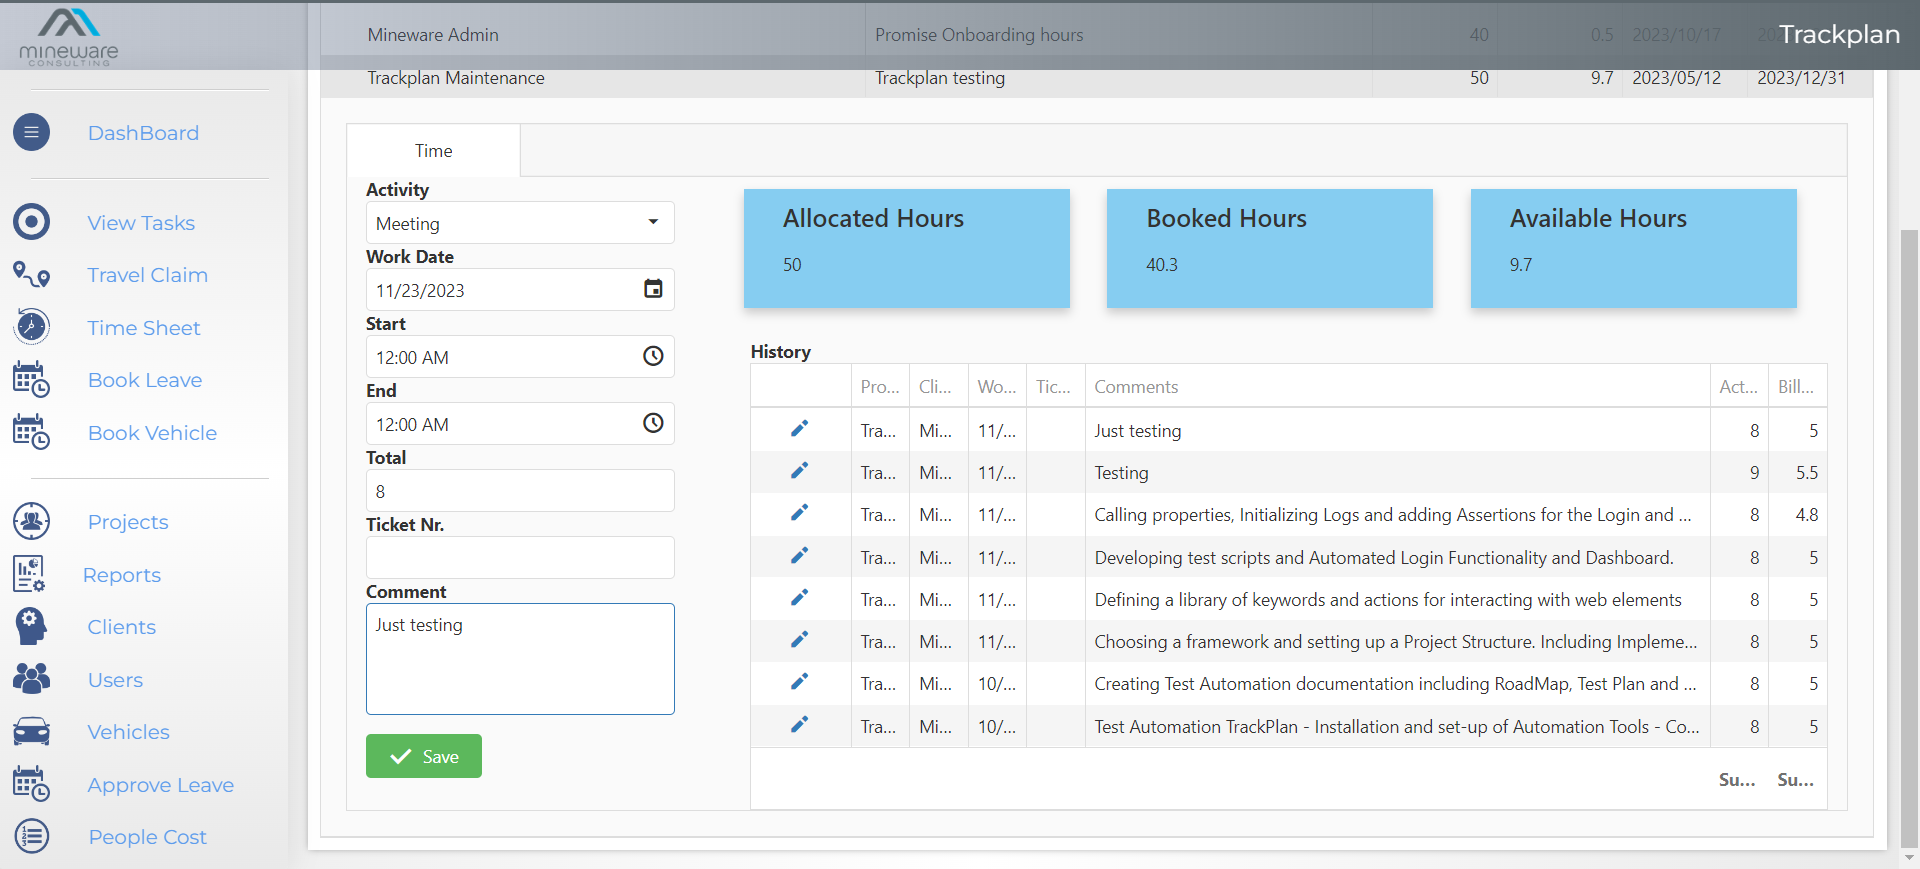 mineware
CONSULTING
Trackplan
Mineware Admin Promise Onboarding hours 40 0.5 2023/10/17
Trackplan Maintenance Trackplan testing 50 9.7 2023/05/12 2023/12/31
DashBoard
View Tasks
Travel Claim
Time Sheet
Book Leave
Book Vehicle
Projects
Reports
Clients
Users
Vehicles
Approve Leave
People Cost
Time
Activity
Meeting
Work Date
11/23/2023
Start
12:00 AM
End
12:00 AM
Total
8
Ticket Nr.
Comment
Just testing
Save
Allocated Hours
50
Booked Hours
40.3
Available Hours
9.7
History
Pro... Cli... Wo... Tic... Comments Act... Bill...
Tra... Mi... 11/... Just testing 8 5
Tra... Mi... 11/... Testing 9 5.5
Tra... Mi... 11/... Calling properties, Initializing Logs and adding Assertions for the Login and ... 8 4.8
Tra... Mi... 11/... Developing test scripts and Automated Login Functionality and Dashboard. 8 5
Tra... Mi... 11/... Defining a library of keywords and actions for interacting with web elements 8 5
Tra... Mi... 11/... Choosing a framework and setting up a Project Structure. Including Impleme... 8 5
Tra... Mi... 10/... Creating Test Automation documentation including RoadMap, Test Plan and ... 8 5
Tra... Mi... 10/... Test Automation TrackPlan - Installation and set-up of Automation Tools - Co... 8 5
Su... Su...